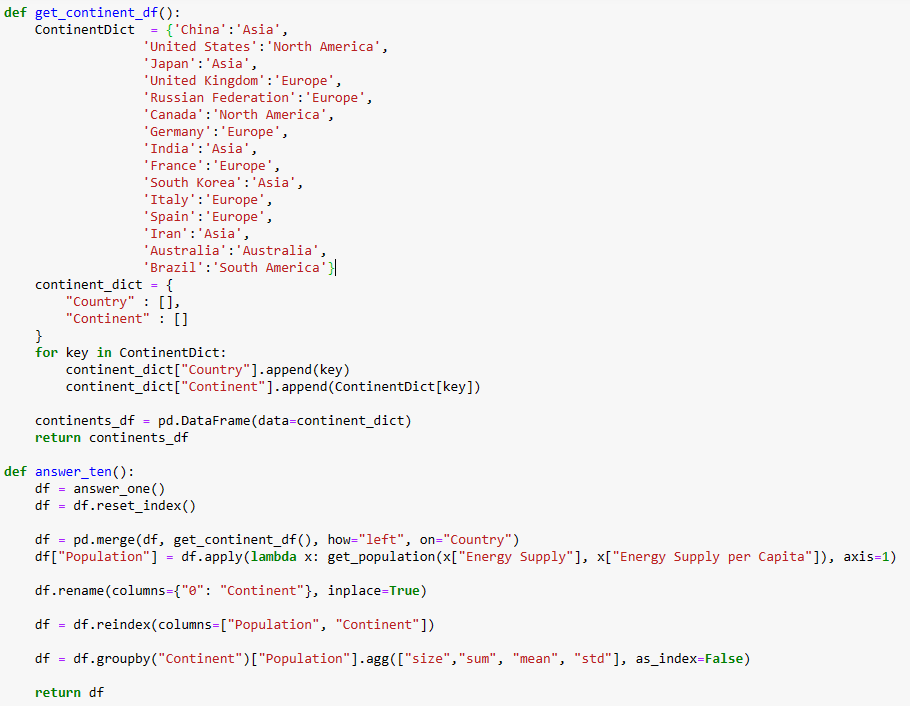 def get_continent_df():
    ContinentDict  = {'China':'Asia',
                  'United States':'North America',
                  'Japan':'Asia',
                  'United Kingdom':'Europe',
                  'Russian Federation':'Europe',
                  'Canada':'North America',
                  'Germany':'Europe',
                  'India':'Asia',
                  'France':'Europe',
                  'South Korea':'Asia',
                  'Italy':'Europe',
                  'Spain':'Europe',
                  'Iran':'Asia',
                  'Australia':'Australia',
                  'Brazil':'South America'}
    continent_dict = {
        "Country" : [],
        "Continent" : []
    }
    for key in ContinentDict:
        continent_dict["Country"].append(key)
        continent_dict["Continent"].append(ContinentDict[key])

    continents_df = pd.DataFrame(data=continent_dict)
    return continents_df

def answer_ten():
    df = answer_one()
    df = df.reset_index()

    df = pd.merge(df, get_continent_df(), how="left", on="Country")
    df["Population"] = df.apply(lambda x: get_population(x["Energy Supply"], x["Energy Supply per Capita"]), axis=1)

    df.rename(columns={"0": "Continent"}, inplace=True)

    df = df.reindex(columns=["Population", "Continent"])

    df = df.groupby("Continent")["Population"].agg(["size","sum", "mean", "std"], as_index=False)

    return df